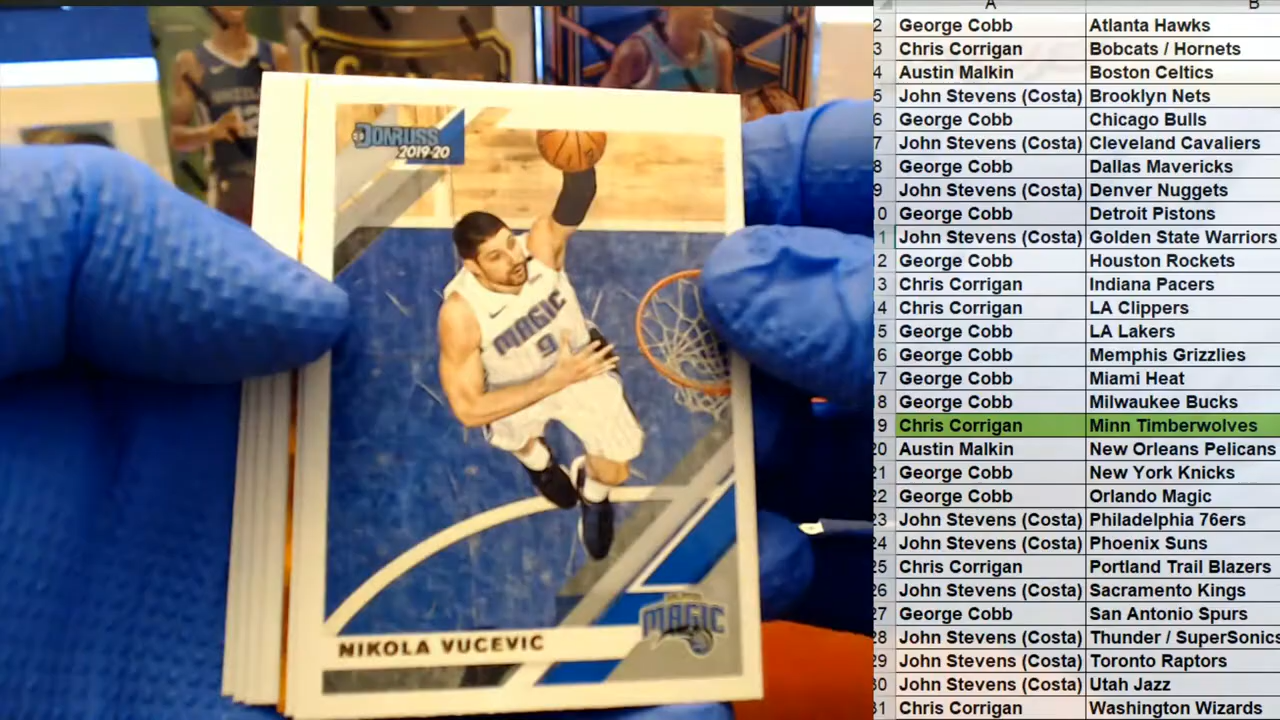 DONRUSS
2019-20
MAGIC
9
NIKOLA VUCEVIC
MAGIC
12
A B
2 George Cobb Atlanta Hawks
3 Chris Corrigan Bobcats / Hornets
4 Austin Malkin Boston Celtics
5 John Stevens (Costa) Brooklyn Nets
6 George Cobb Chicago Bulls
7 John Stevens (Costa) Cleveland Cavaliers
8 George Cobb Dallas Mavericks
9 John Stevens (Costa) Denver Nuggets
10 George Cobb Detroit Pistons
11 John Stevens (Costa) Golden State Warriors
12 George Cobb Houston Rockets
13 Chris Corrigan Indiana Pacers
14 Chris Corrigan LA Clippers
15 George Cobb LA Lakers
16 George Cobb Memphis Grizzlies
17 George Cobb Miami Heat
18 George Cobb Milwaukee Bucks
19 Chris Corrigan Minn Timberwolves
20 Austin Malkin New Orleans Pelicans
21 George Cobb New York Knicks
22 George Cobb Orlando Magic
23 John Stevens (Costa) Philadelphia 76ers
24 John Stevens (Costa) Phoenix Suns
25 Chris Corrigan Portland Trail Blazers
26 John Stevens (Costa) Sacramento Kings
27 George Cobb San Antonio Spurs
28 John Stevens (Costa) Thunder / SuperSonics
29 John Stevens (Costa) Toronto Raptors
30 John Stevens (Costa) Utah Jazz
31 Chris Corrigan Washington Wizards